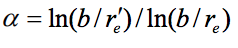 α = ln(b/r′ₑ)/ln(b/rₑ)